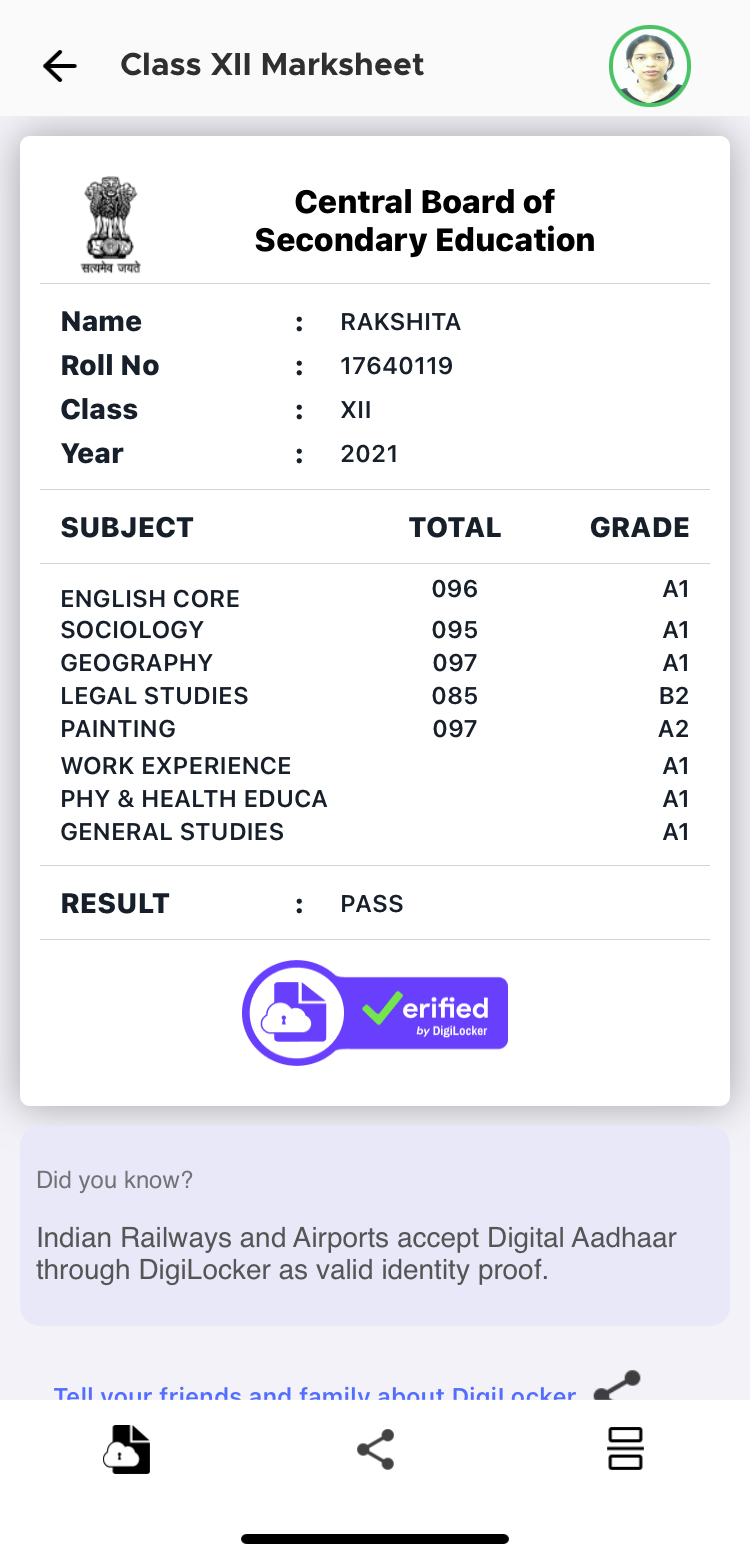 Class XII Marksheet
Central Board of
Secondary Education
सत्यमेव जयते
Name : RAKSHITA
Roll No : 17640119
Class : XII
Year : 2021
SUBJECT TOTAL GRADE
ENGLISH CORE 096 A1
SOCIOLOGY 095 A1
GEOGRAPHY 097 A1
LEGAL STUDIES 085 B2
PAINTING 097 A2
WORK EXPERIENCE A1
PHY & HEALTH EDUCA A1
GENERAL STUDIES A1
RESULT : PASS
erified
by DigiLocker
Did you know?
Indian Railways and Airports accept Digital Aadhaar
through DigiLocker as valid identity proof.
Tell your friends and family about DigiLocker